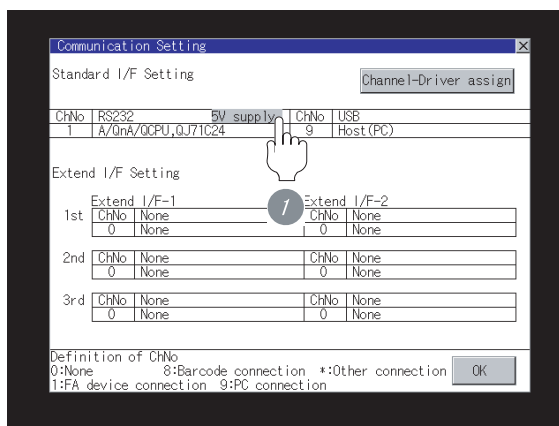 Communication Setting
Standard I/F Setting
Channel-Driver assign
ChNo RS232 5V supply ChNo USB
1 A/QnA/QCPU,QJ71C24 9 Host(PC)
Extend I/F Setting
Extend I/F-1 Extend I/F-2
1st ChNo None ChNo None
0 None 0 None
1
2nd ChNo None ChNo None
0 None 0 None
3rd ChNo None ChNo None
0 None 0 None
Definition of ChNo
0:None 8:Barcode connection *:Other connection OK
1:FA device connection 9:PC connection